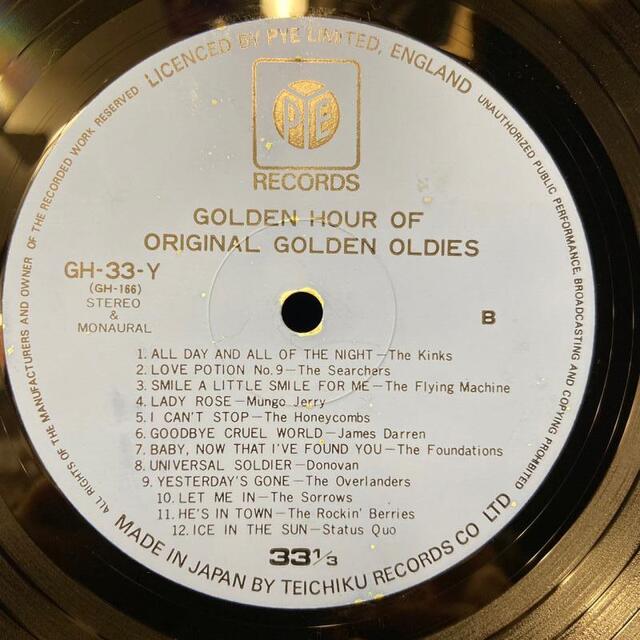 LICENCED BY PYE LIMITED, ENGLAND
ALL RIGHTS OF THE MANUFACTURERS AND OWNER OF THE RECORDED WORK RESERVED
UNAUTHORIZED PUBLIC PERFORMANCE, BROADCASTING AND COPYING PROHIBITED
PYE
RECORDS
GOLDEN HOUR OF
ORIGINAL GOLDEN OLDIES
GH-33-Y
(GH-166)
STEREO
&
MONAURAL
B
1. ALL DAY AND ALL OF THE NIGHT—The Kinks
2. LOVE POTION No.9—The Searchers
3. SMILE A LITTLE SMILE FOR ME—The Flying Machine
4. LADY ROSE—Mungo Jerry
5. I CAN'T STOP—The Honeycombs
6. GOODBYE CRUEL WORLD—James Darren
7. BABY, NOW THAT I'VE FOUND YOU—The Foundations
8. UNIVERSAL SOLDIER—Donovan
9. YESTERDAY'S GONE—The Overlanders
10. LET ME IN—The Sorrows
11. HE'S IN TOWN—The Rockin' Berries
12. ICE IN THE SUN—Status Quo
33 1/3
MADE IN JAPAN BY TEICHIKU RECORDS CO LTD